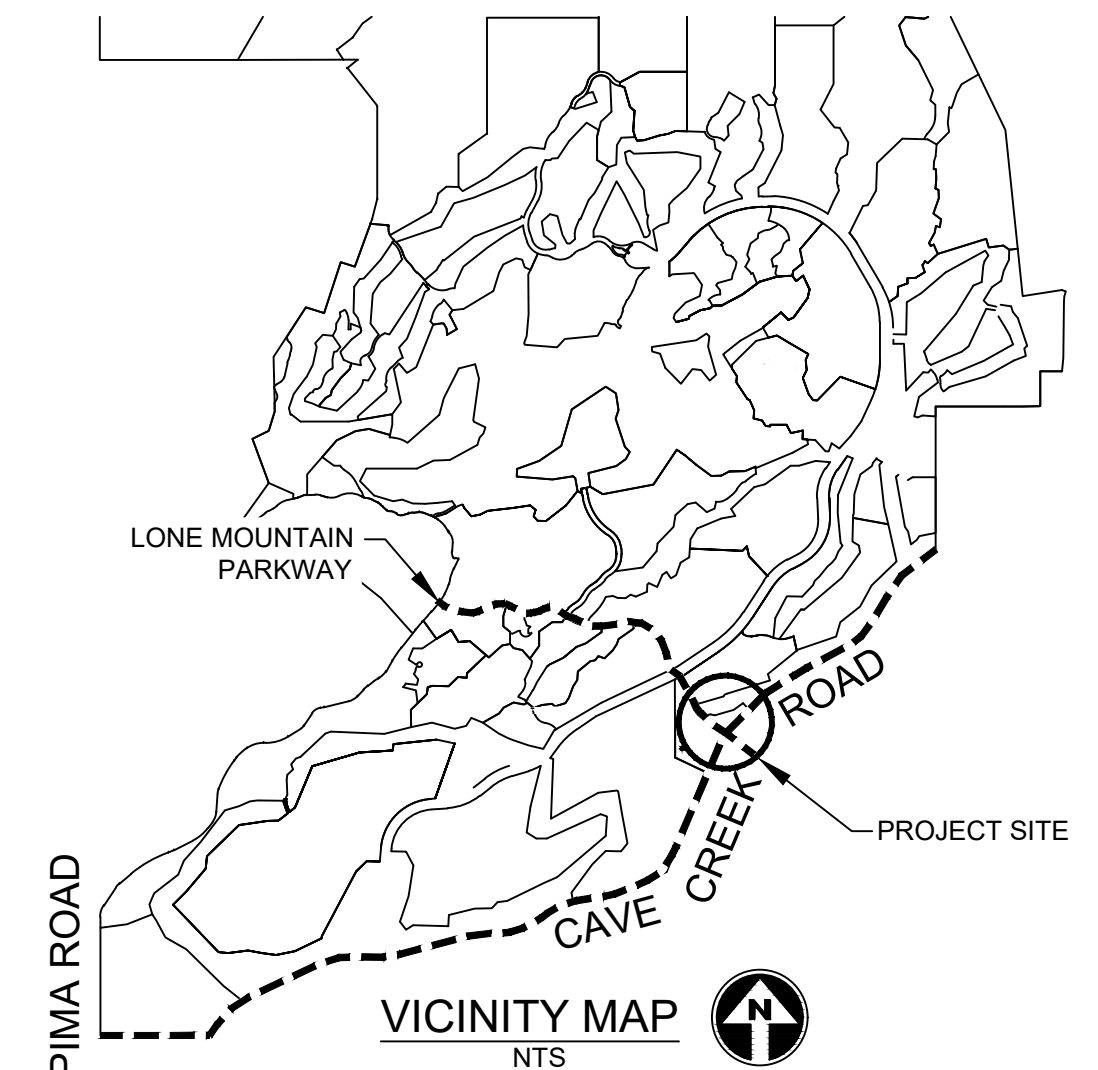 LONE MOUNTAIN
PARKWAY
ROAD
PROJECT SITE
CREEK
CAVE
PIMA ROAD
VICINITY MAP
NTS
N